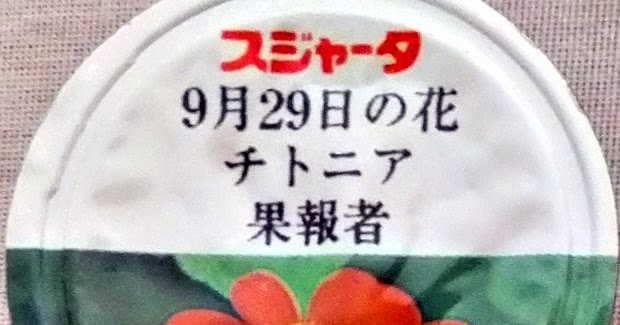 スジャータ
9月29日の花
チトニア
果報者